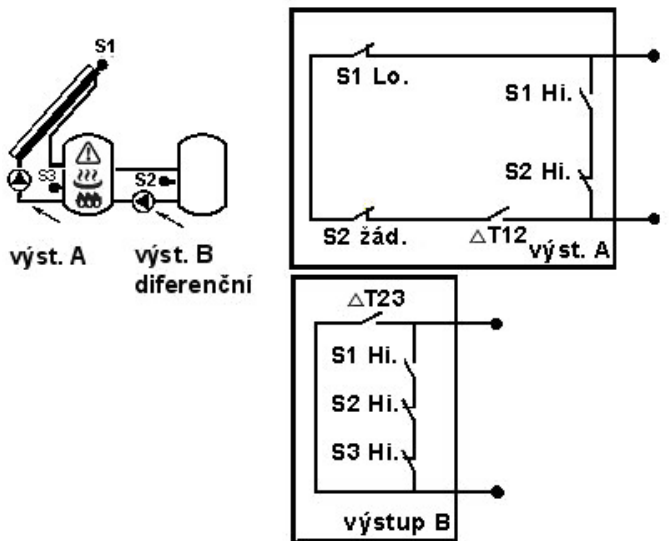 S1
S3
S2
výst. A
výst. B
diferenční
S1 Lo.
S1 Hi.
S2 Hi.
S2 žád.
△T12
výst. A
△T23
S1 Hi.
S2 Hi.
S3 Hi.
výstup B